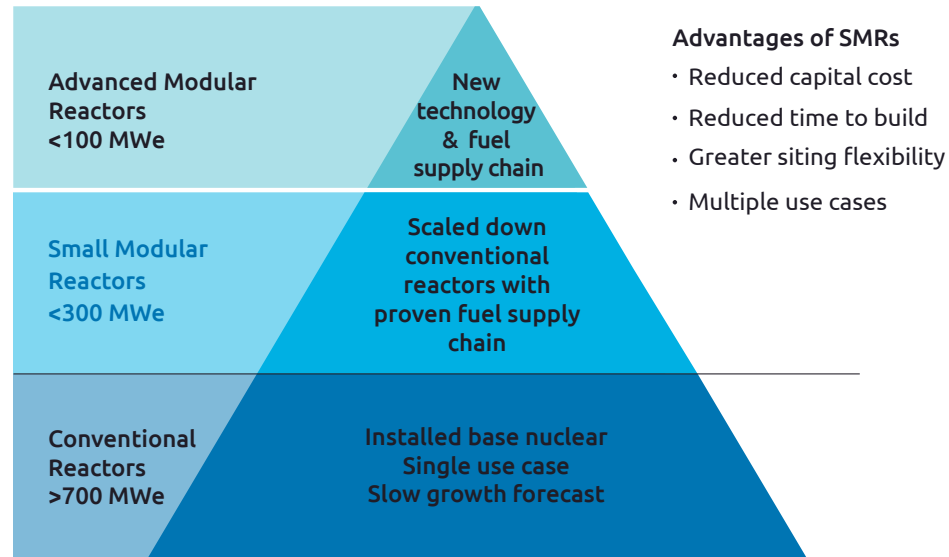 Advanced Modular
Reactors
<100 MWe
New
technology
& fuel
supply chain
Small Modular
Reactors
<300 MWe
Scaled down
conventional
reactors with
proven fuel supply
chain
Conventional
Reactors
>700 MWe
Installed base nuclear
Single use case
Slow growth forecast
Advantages of SMRs
· Reduced capital cost
· Reduced time to build
· Greater siting flexibility
· Multiple use cases